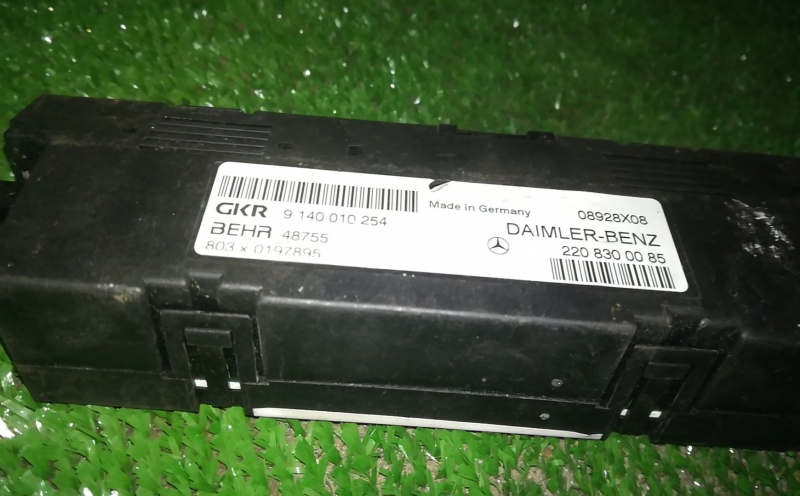 GKR 9 140 010 254
BEHR 48755
803 x 0197895
Made in Germany
08928X08
DAIMLER-BENZ
220 830 00 85